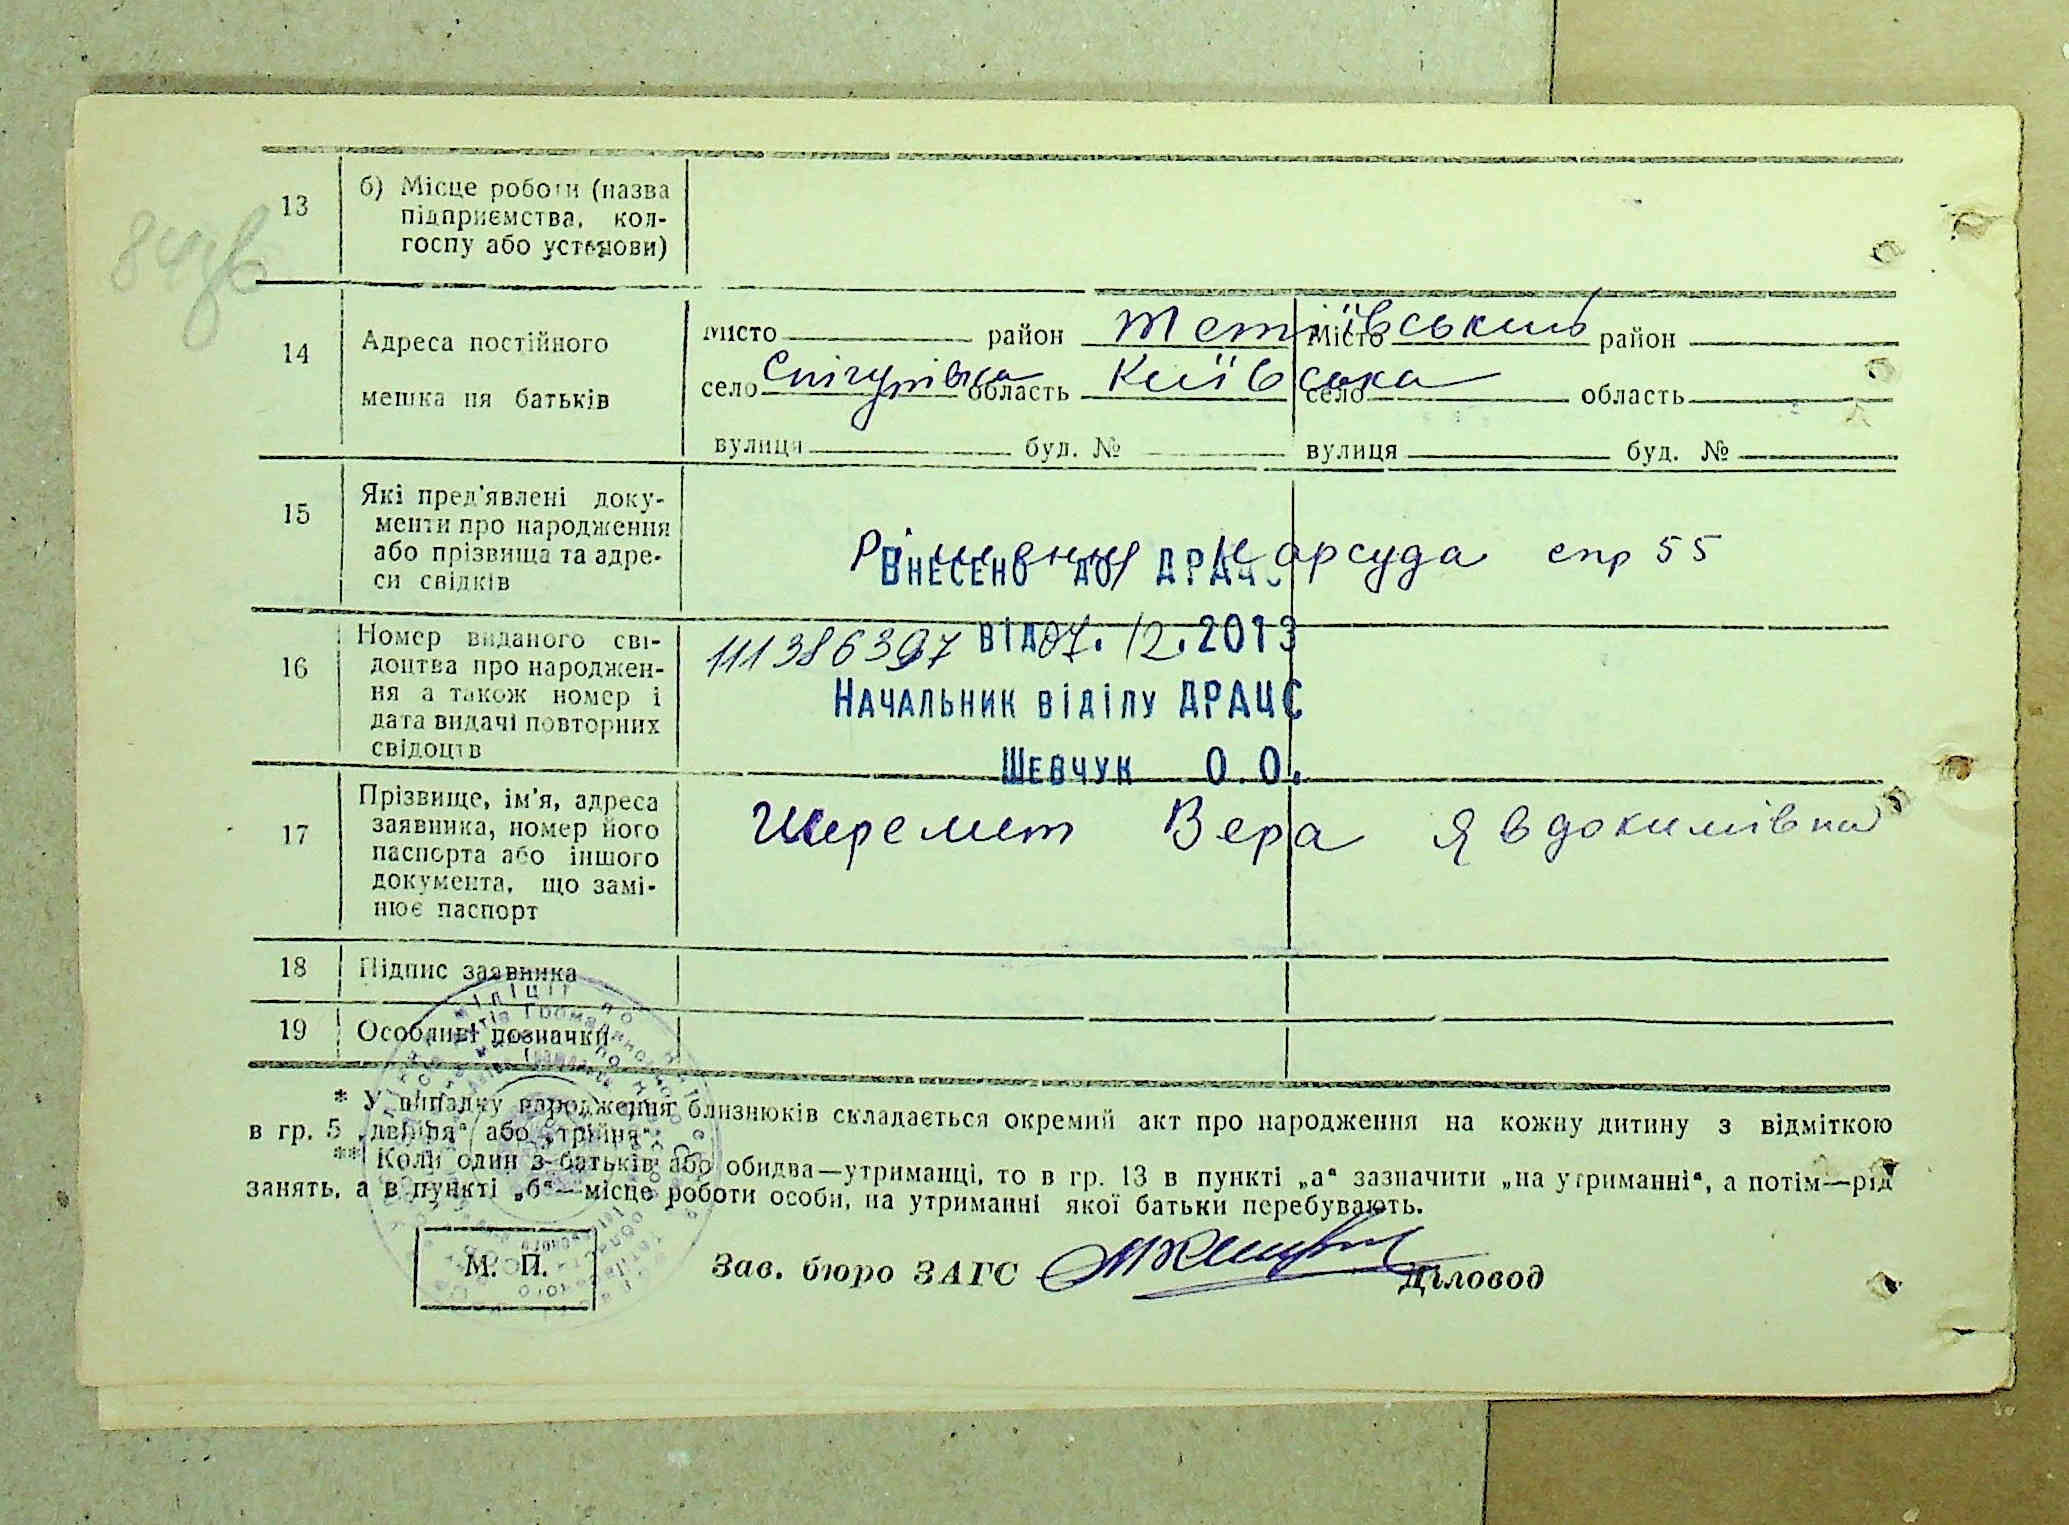 13
б) Місце роботи (назва
підприємства, кол-
госпу або установи)
14
Адреса постійного
мешка ня батьків
місто район Тетіївський
село Снігурівка область Київська
вулиця буд. №
місто район
село область
вулиця буд. №
15
Які пред'явлені доку-
менти про народження
або прізвища та адре-
си свідків
Рішення Нарсуда спр 55
Внесено до ДРАЦС
від 07.12.2013
Начальник відділу ДРАЦС
Шевчук О.О.
16
Номер виданого сві-
доцтва про народжен-
ня а також номер і
дата видачі повторних
свідоцтв
111386397
17
Прізвище, ім'я, адреса
заявника, номер його
паспорта або іншого
документа, що замі-
нює паспорт
Шеремет Вера Явдокимівна
18
Підпис заявника
19
Особливі позначки
* У випадку народження близнюків складається окремий акт про народження на кожну дитину з відміткою
в гр. 5 „двійня“ або „трійня“.
** Коли один з батьків або обидва—утриманці, то в гр. 13 в пункті „а“ зазначити „на утриманні“, а потім—рід
занять, а в пункті „б“—місце роботи особи, на утриманні якої батьки перебувають.
М. П.
Зав. бюро ЗАГС
Діловод